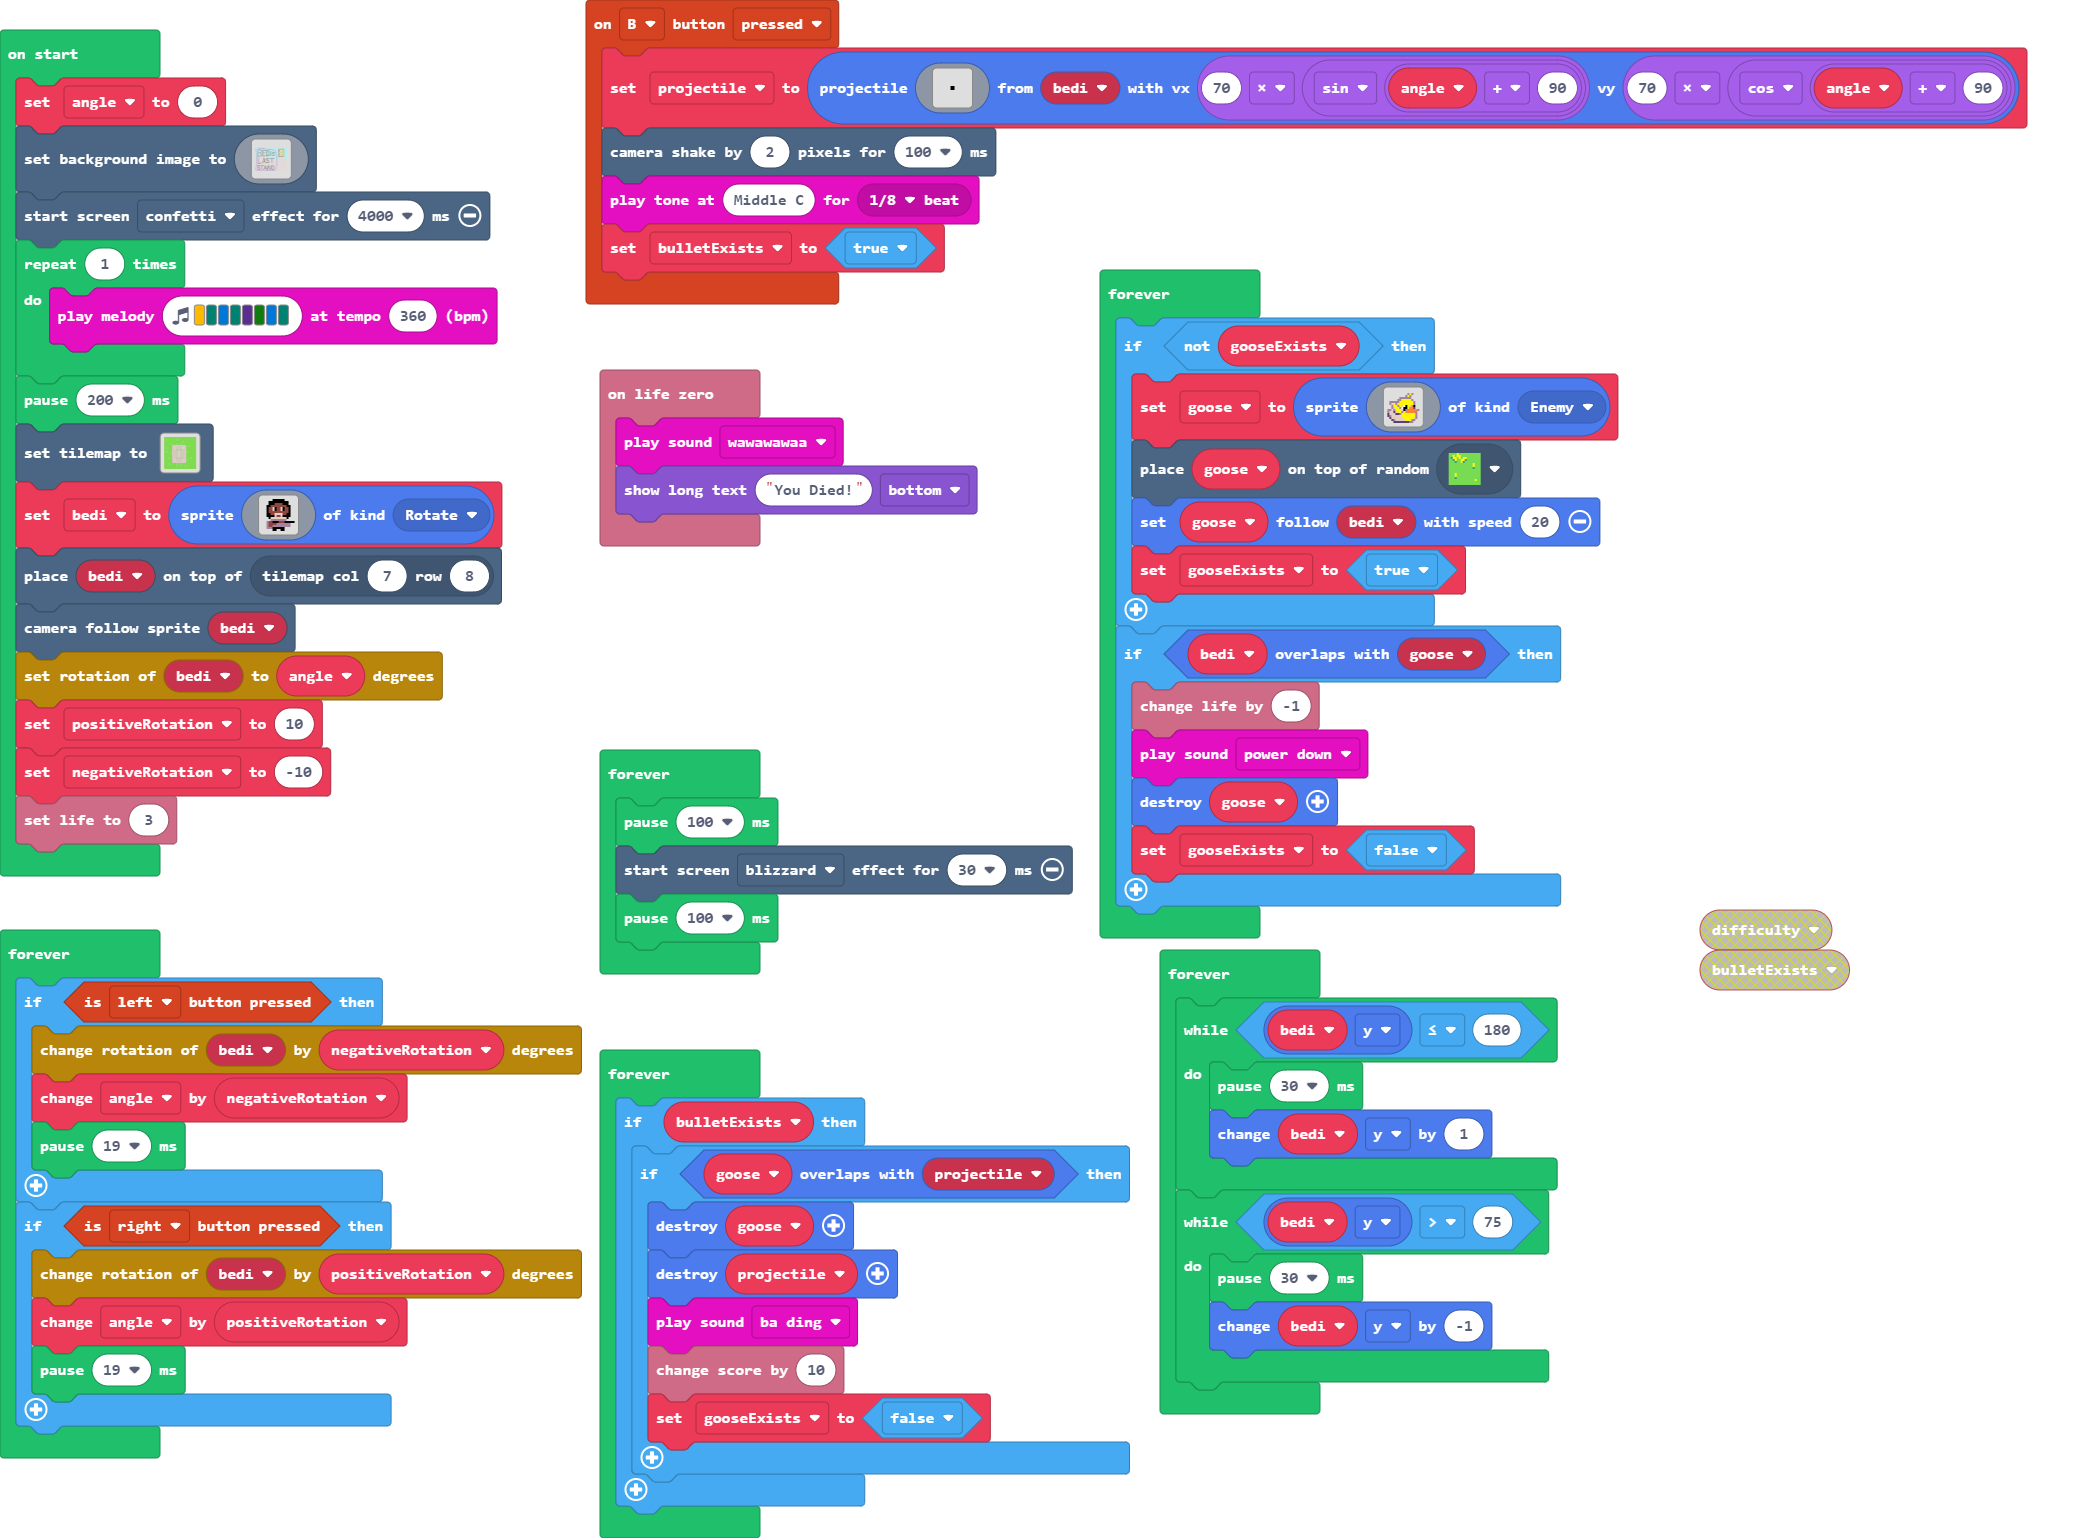 on start
set angle to 0
set background image to
start screen confetti effect for 4000 ms
repeat 1 times
do
play melody at tempo 360 (bpm)
pause 200 ms
set tilemap to
set bedi to sprite of kind Rotate
place bedi on top of tilemap col 7 row 8
camera follow sprite bedi
set rotation of bedi to angle degrees
set positiveRotation to 10
set negativeRotation to -10
set life to 3
forever
if is left button pressed then
change rotation of bedi by negativeRotation degrees
change angle by negativeRotation
pause 19 ms
if is right button pressed then
change rotation of bedi by positiveRotation degrees
change angle by positiveRotation
pause 19 ms
on B button pressed
set projectile to projectile from bedi with vx 70 × sin angle + 90 vy 70 × cos angle + 90
camera shake by 2 pixels for 100 ms
play tone at Middle C for 1/8 beat
set bulletExists to true
on life zero
play sound wawawawaa
show long text "You Died!" bottom
forever
pause 100 ms
start screen blizzard effect for 30 ms
pause 100 ms
forever
if bulletExists then
if goose overlaps with projectile then
destroy goose
destroy projectile
play sound ba ding
change score by 10
set gooseExists to false
forever
if not gooseExists then
set goose to sprite of kind Enemy
place goose on top of random
set goose follow bedi with speed 20
set gooseExists to true
if bedi overlaps with goose then
change life by -1
play sound power down
destroy goose
set gooseExists to false
forever
while bedi y ≤ 180
do
pause 30 ms
change bedi y by 1
while bedi y > 75
do
pause 30 ms
change bedi y by -1
difficulty
bulletExists